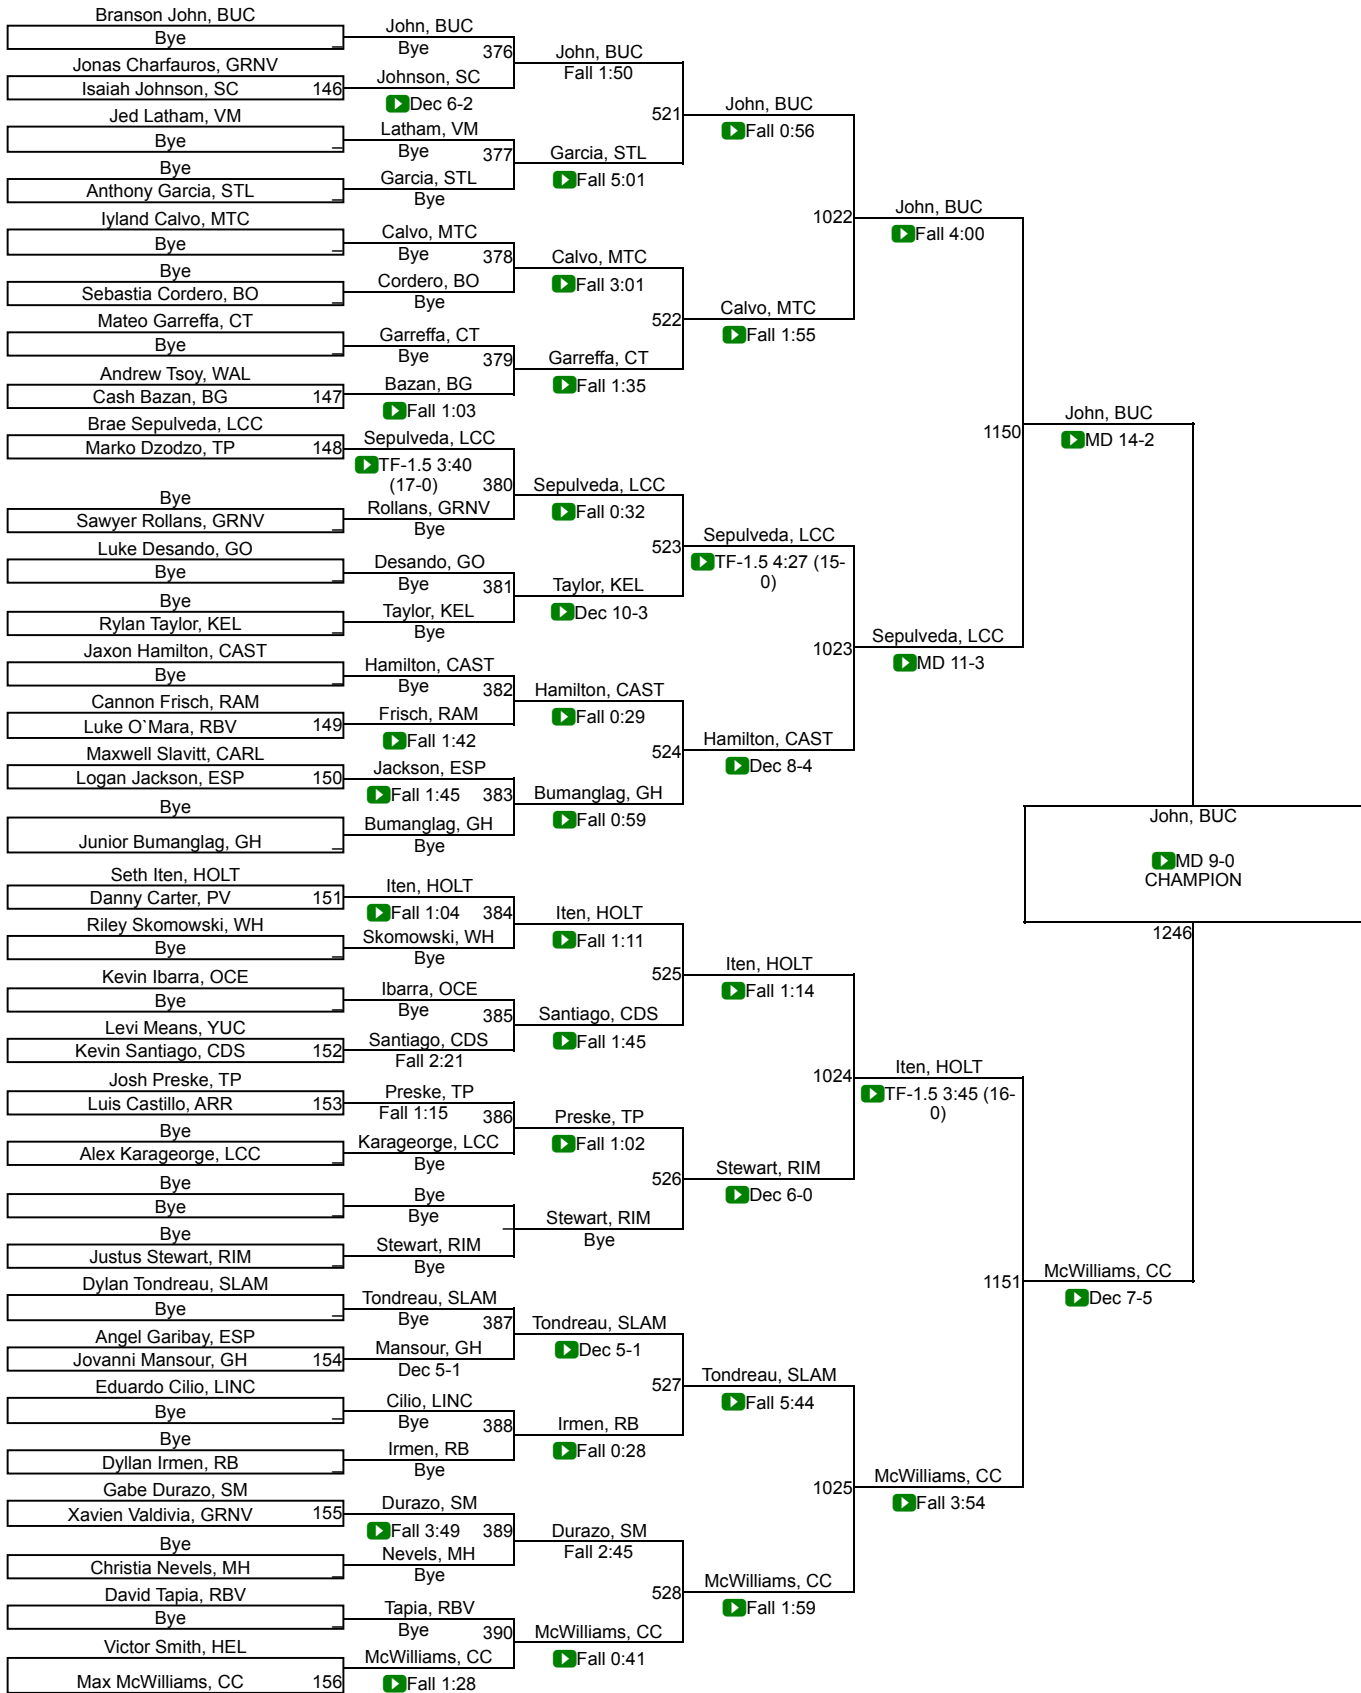 Branson John, BUC
Bye
Jonas Charfauros, GRNV
Isaiah Johnson, SC 146
Jed Latham, VM
Bye
Bye
Anthony Garcia, STL
Iyland Calvo, MTC
Bye
Bye
Sebastia Cordero, BO
Mateo Garreffa, CT
Bye
Andrew Tsoy, WAL
Cash Bazan, BG 147
Brae Sepulveda, LCC
Marko Dzodzo, TP 148
Bye
Sawyer Rollans, GRNV
Luke Desando, GO
Bye
Bye
Rylan Taylor, KEL
Jaxon Hamilton, CAST
Bye
Cannon Frisch, RAM
Luke O`Mara, RBV 149
Maxwell Slavitt, CARL
Logan Jackson, ESP 150
Bye
Junior Bumanglag, GH
Seth Iten, HOLT
Danny Carter, PV 151
Riley Skomowski, WH
Bye
Kevin Ibarra, OCE
Bye
Levi Means, YUC
Kevin Santiago, CDS 152
Josh Preske, TP
Luis Castillo, ARR 153
Bye
Alex Karageorge, LCC
Bye
Bye
Bye
Justus Stewart, RIM
Dylan Tondreau, SLAM
Bye
Angel Garibay, ESP
Jovanni Mansour, GH 154
Eduardo Cilio, LINC
Bye
Bye
Dyllan Irmen, RB
Gabe Durazo, SM
Xavien Valdivia, GRNV 155
Bye
Christia Nevels, MH
David Tapia, RBV
Bye
Victor Smith, HEL
Max McWilliams, CC 156
John, BUC
Bye 376
Johnson, SC
Dec 6-2
Latham, VM
Bye 377
Garcia, STL
Bye
Calvo, MTC
Bye 378
Cordero, BO
Bye
Garreffa, CT
Bye 379
Bazan, BG
Fall 1:03
Sepulveda, LCC
TF-1.5 3:40
(17-0) 380
Rollans, GRNV
Bye
Desando, GO
Bye 381
Taylor, KEL
Bye
Hamilton, CAST
Bye 382
Frisch, RAM
Fall 1:42
Jackson, ESP
Fall 1:45 383
Bumanglag, GH
Bye
Iten, HOLT
Fall 1:04 384
Skomowski, WH
Bye
Ibarra, OCE
Bye 385
Santiago, CDS
Fall 2:21
Preske, TP
Fall 1:15 386
Karageorge, LCC
Bye
Bye
Bye
Stewart, RIM
Bye
Tondreau, SLAM
Bye 387
Mansour, GH
Dec 5-1
Cilio, LINC
Bye 388
Irmen, RB
Bye
Durazo, SM
Fall 3:49 389
Nevels, MH
Bye
Tapia, RBV
Bye 390
McWilliams, CC
Fall 1:28
John, BUC
Fall 1:50
521
Garcia, STL
Fall 5:01
Calvo, MTC
Fall 3:01
522
Garreffa, CT
Fall 1:35
Sepulveda, LCC
Fall 0:32
523
Taylor, KEL
Dec 10-3
Hamilton, CAST
Fall 0:29
524
Bumanglag, GH
Fall 0:59
Iten, HOLT
Fall 1:11
525
Santiago, CDS
Fall 1:45
Preske, TP
Fall 1:02
526
Stewart, RIM
Bye
Tondreau, SLAM
Dec 5-1
527
Irmen, RB
Fall 0:28
Durazo, SM
Fall 2:45
528
McWilliams, CC
Fall 0:41
John, BUC
Fall 0:56
1022
Calvo, MTC
Fall 1:55
Sepulveda, LCC
TF-1.5 4:27 (15-
0)
1023
Hamilton, CAST
Dec 8-4
Iten, HOLT
Fall 1:14
1024
Stewart, RIM
Dec 6-0
Tondreau, SLAM
Fall 5:44
1025
McWilliams, CC
Fall 1:59
John, BUC
Fall 4:00
1150
Sepulveda, LCC
MD 11-3
Iten, HOLT
TF-1.5 3:45 (16-
0)
1151
McWilliams, CC
Fall 3:54
John, BUC
MD 14-2
McWilliams, CC
Dec 7-5
John, BUC
MD 9-0
CHAMPION
1246